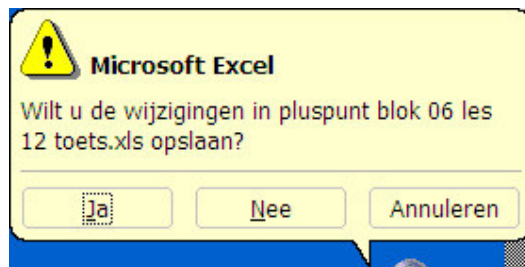 Microsoft Excel
Wilt u de wijzigingen in pluspunt blok 06 les
12 toets.xls opslaan?
Ja Nee Annuleren